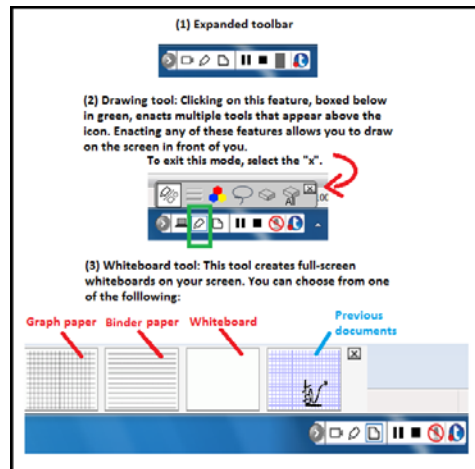 (1) Expanded toolbar
(2) Drawing tool: Clicking on this feature, boxed below
in green, enacts multiple tools that appear above the
icon. Enacting any of these features allows you to draw
on the screen in front of you.
To exit this mode, select the "x".
All
.00
(3) Whiteboard tool: This tool creates full-screen
whiteboards on your screen. You can choose from one
of the folllowing:
Graph paper Binder paper Whiteboard Previous
documents